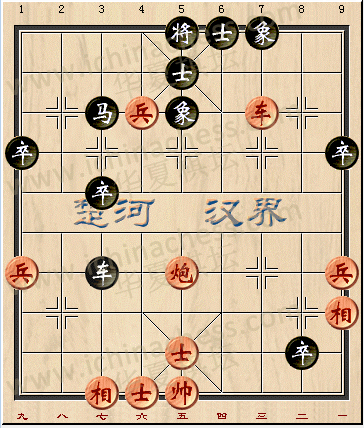 1 2 3 4 5 6 7 8 9
将 士 象
士
马 兵 象 车
卒 卒
卒
楚河 汉界
兵 车 炮 兵
相
士 卒
相 士 帅
九 八 七 六 五 四 三 二 一